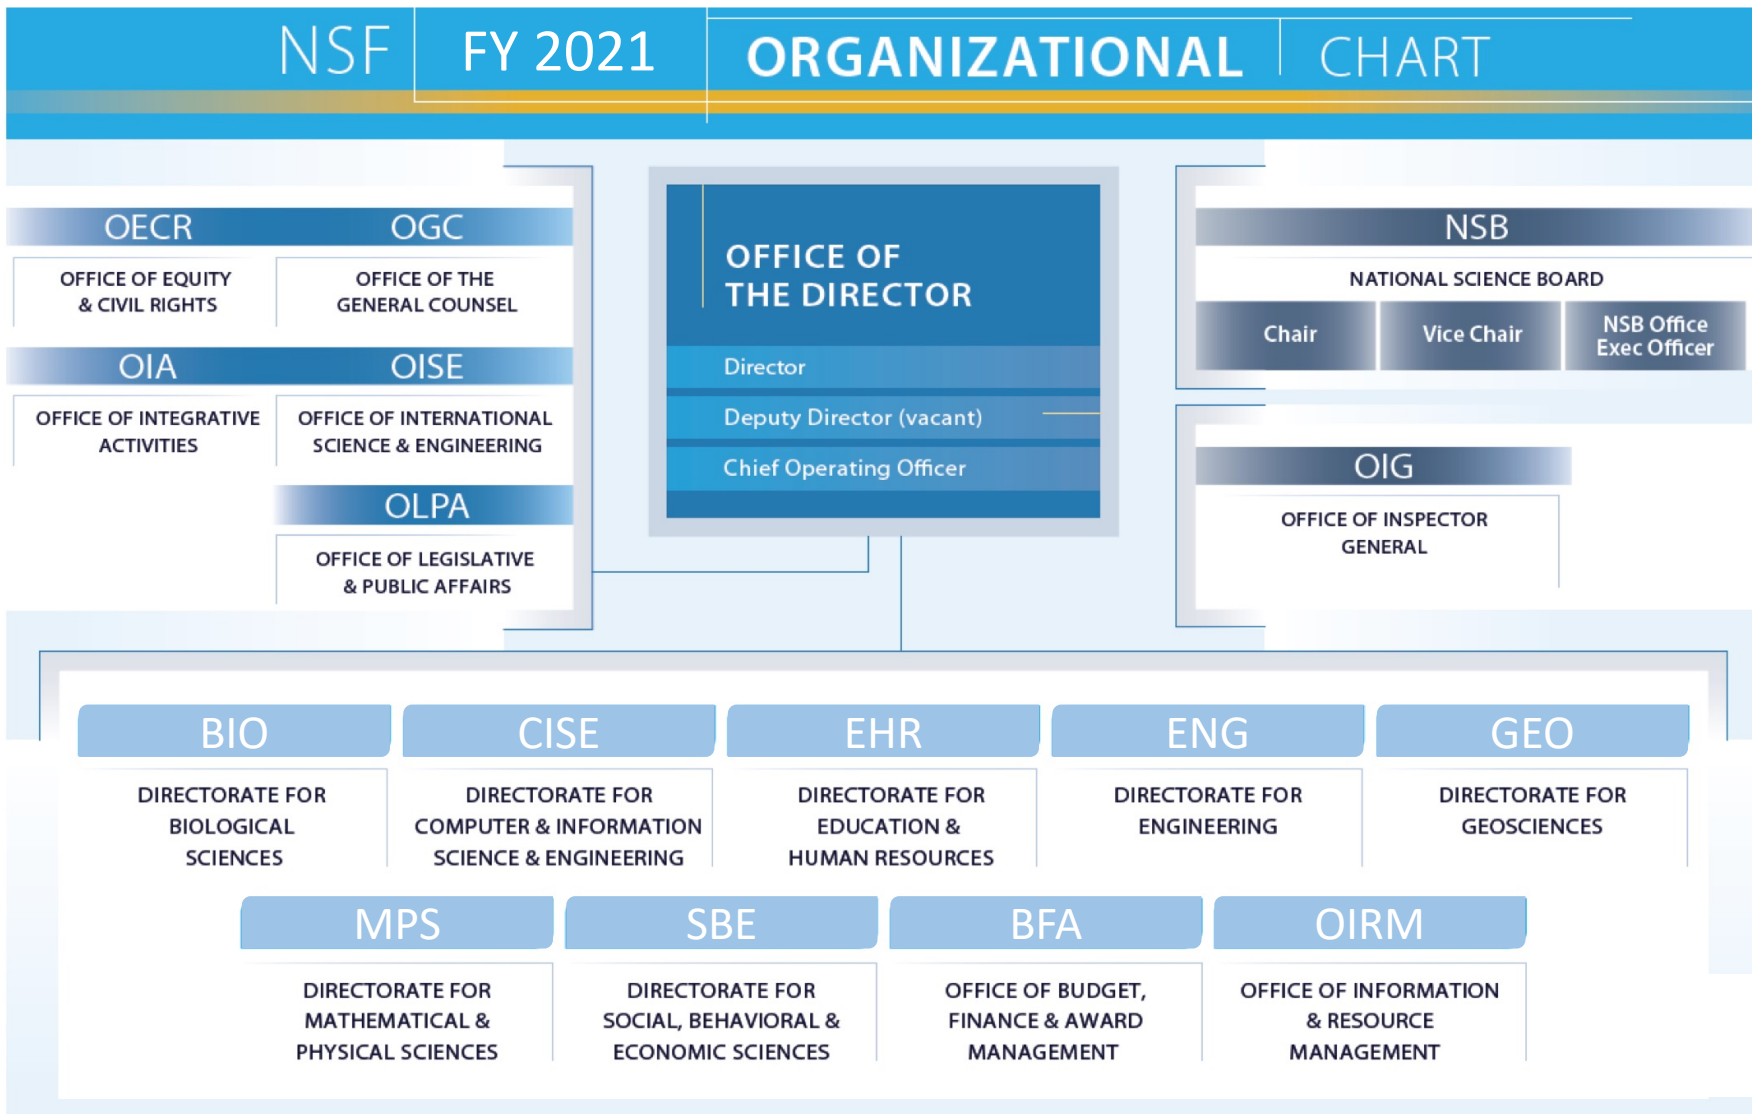 NSF FY 2021 ORGANIZATIONAL CHART
OECR
OFFICE OF EQUITY
& CIVIL RIGHTS
OGC
OFFICE OF THE
GENERAL COUNSEL
OIA
OFFICE OF INTEGRATIVE
ACTIVITIES
OISE
OFFICE OF INTERNATIONAL
SCIENCE & ENGINEERING
OLPA
OFFICE OF LEGISLATIVE
& PUBLIC AFFAIRS
OFFICE OF
THE DIRECTOR
Director
Deputy Director (vacant)
Chief Operating Officer
NSB
NATIONAL SCIENCE BOARD
Chair
Vice Chair
NSB Office
Exec Officer
OIG
OFFICE OF INSPECTOR
GENERAL
BIO
DIRECTORATE FOR
BIOLOGICAL
SCIENCES
CISE
DIRECTORATE FOR
COMPUTER & INFORMATION
SCIENCE & ENGINEERING
EHR
DIRECTORATE FOR
EDUCATION &
HUMAN RESOURCES
ENG
DIRECTORATE FOR
ENGINEERING
GEO
DIRECTORATE FOR
GEOSCIENCES
MPS
DIRECTORATE FOR
MATHEMATICAL &
PHYSICAL SCIENCES
SBE
DIRECTORATE FOR
SOCIAL, BEHAVIORAL &
ECONOMIC SCIENCES
BFA
OFFICE OF BUDGET,
FINANCE & AWARD
MANAGEMENT
OIRM
OFFICE OF INFORMATION
& RESOURCE
MANAGEMENT